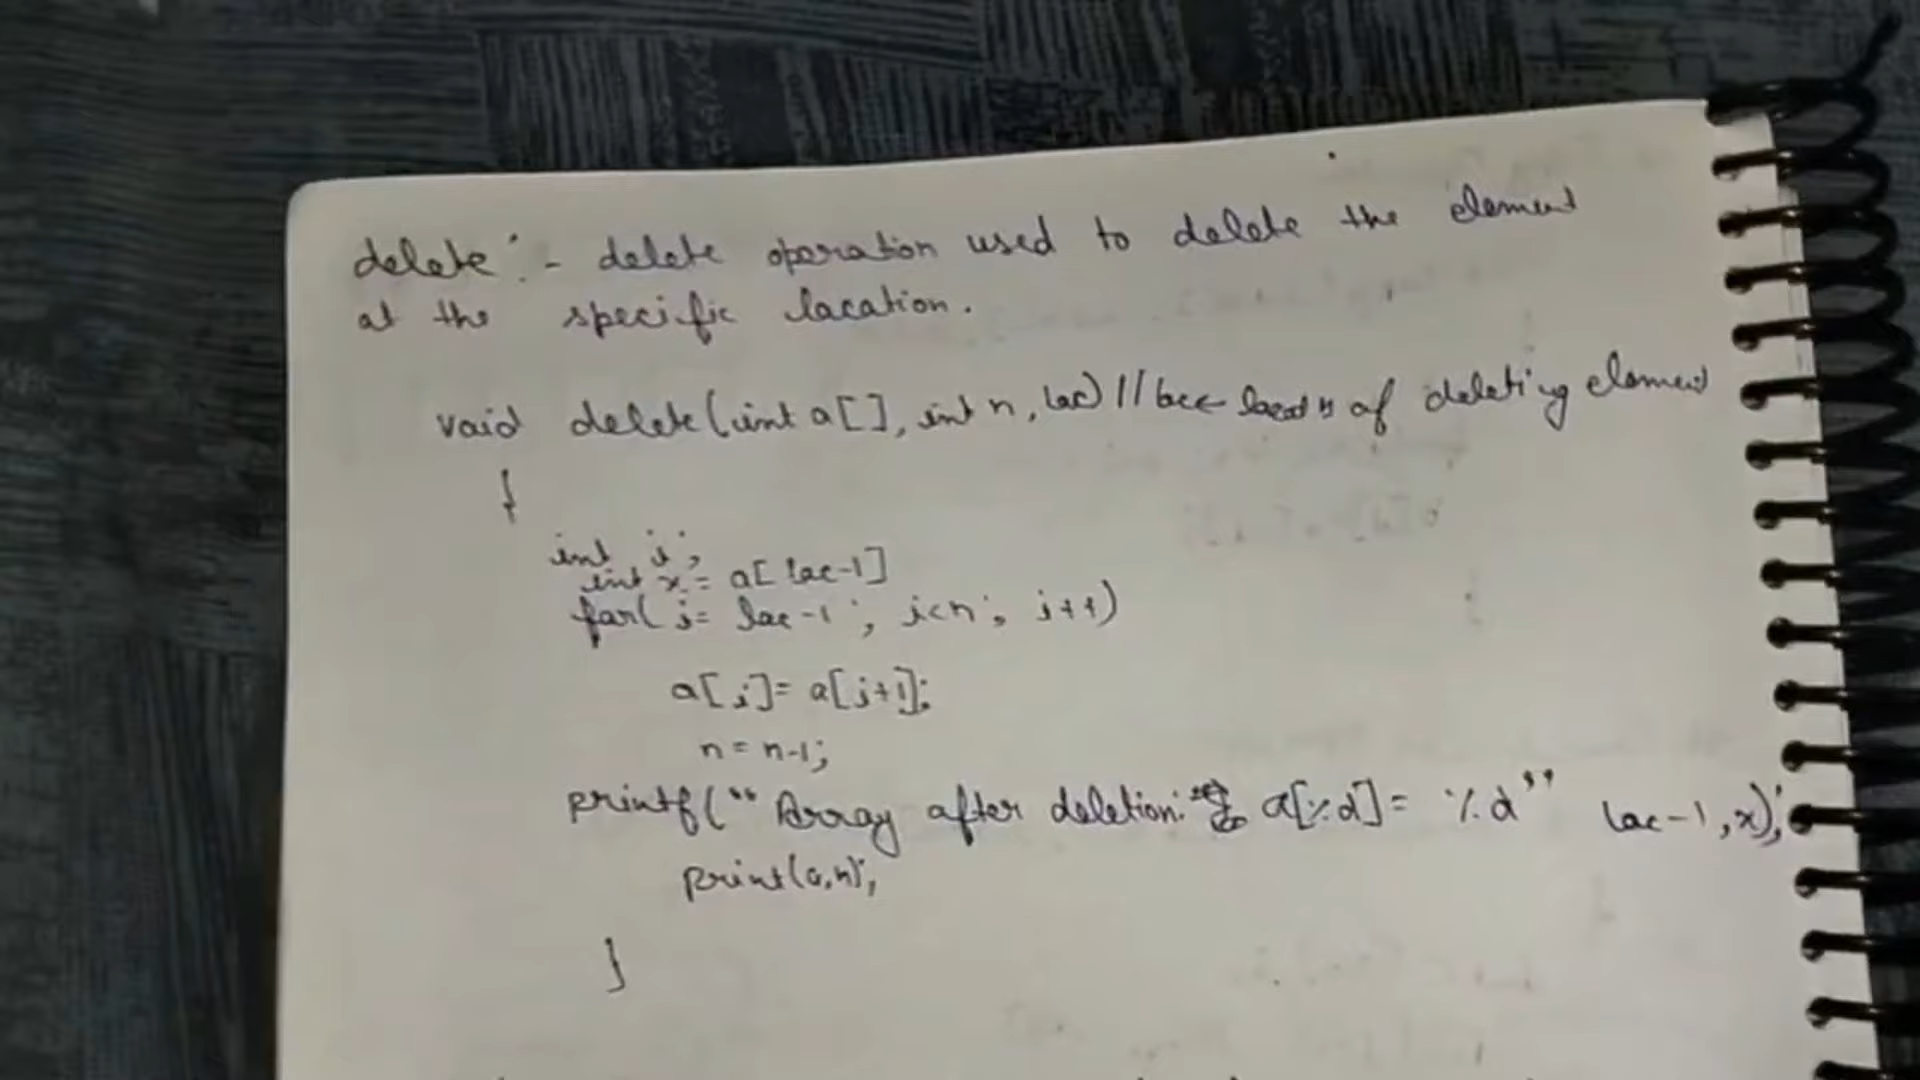 delete :- delete operation used to delete the element
at the specific location.
void delete(int a[], int n, loc) // loc ← of deleting element
{
int i;
int x = a[loc-1]
for( i= loc-1 ; i<n ; i++)
a[i]= a[i+1];
n = n-1;
printf("Array after deletion: a[%d]= %d" loc-1, x);
print(a,n);
}